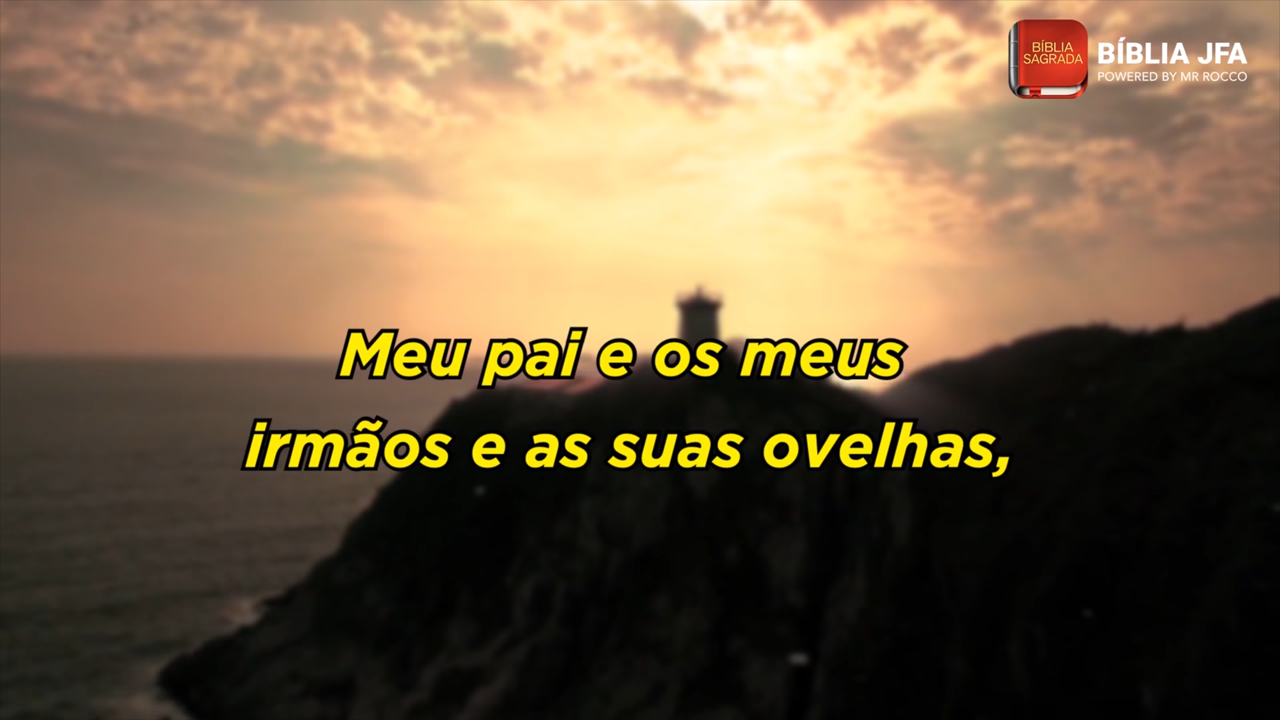 BÍBLIA
SAGRADA
BÍBLIA JFA
POWERED BY MR ROCCO
Meu pai e os meus
irmãos e as suas ovelhas,